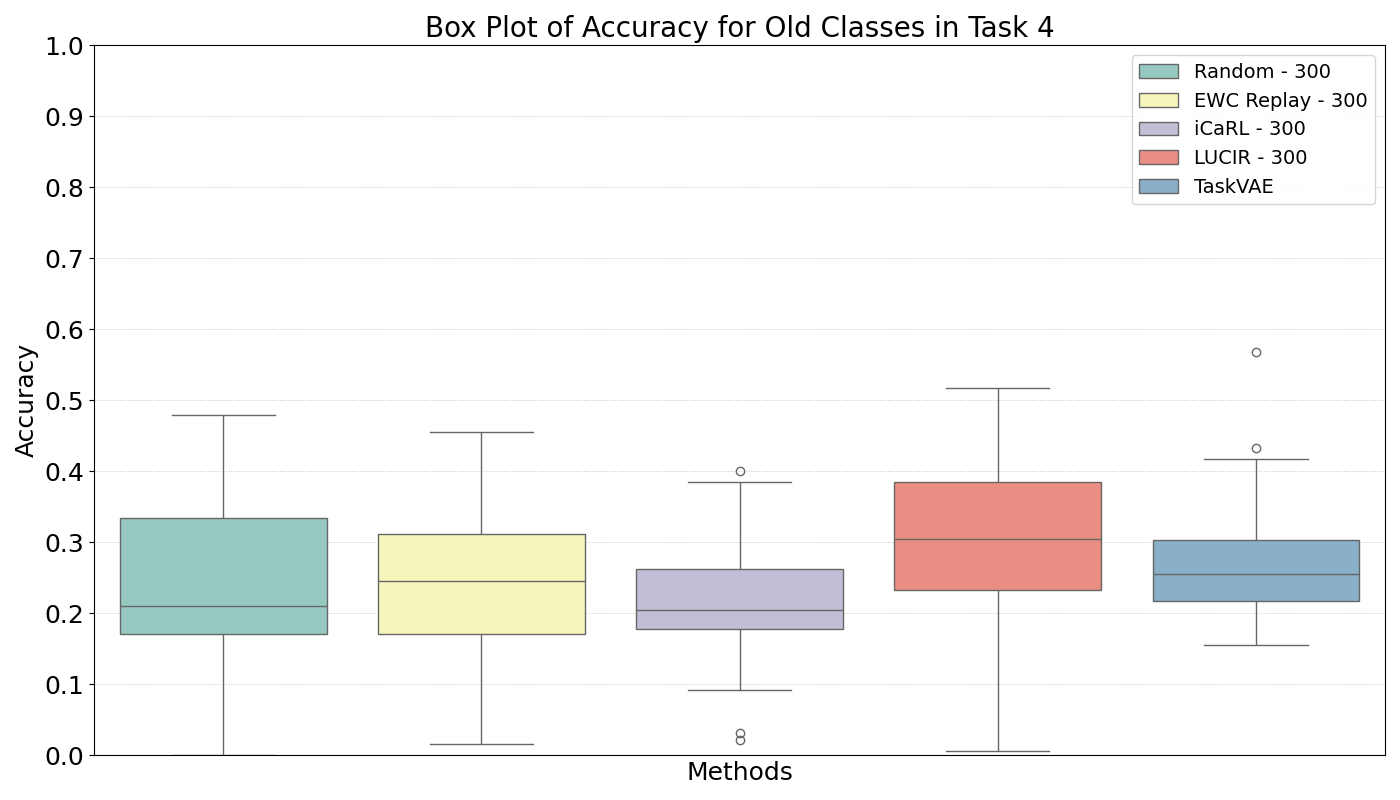 Box Plot of Accuracy for Old Classes in Task 4
1.0
0.9
0.8
0.7
0.6
0.5
0.4
0.3
0.2
0.1
0.0
Accuracy
Methods
Random - 300
EWC Replay - 300
iCaRL - 300
LUCIR - 300
TaskVAE